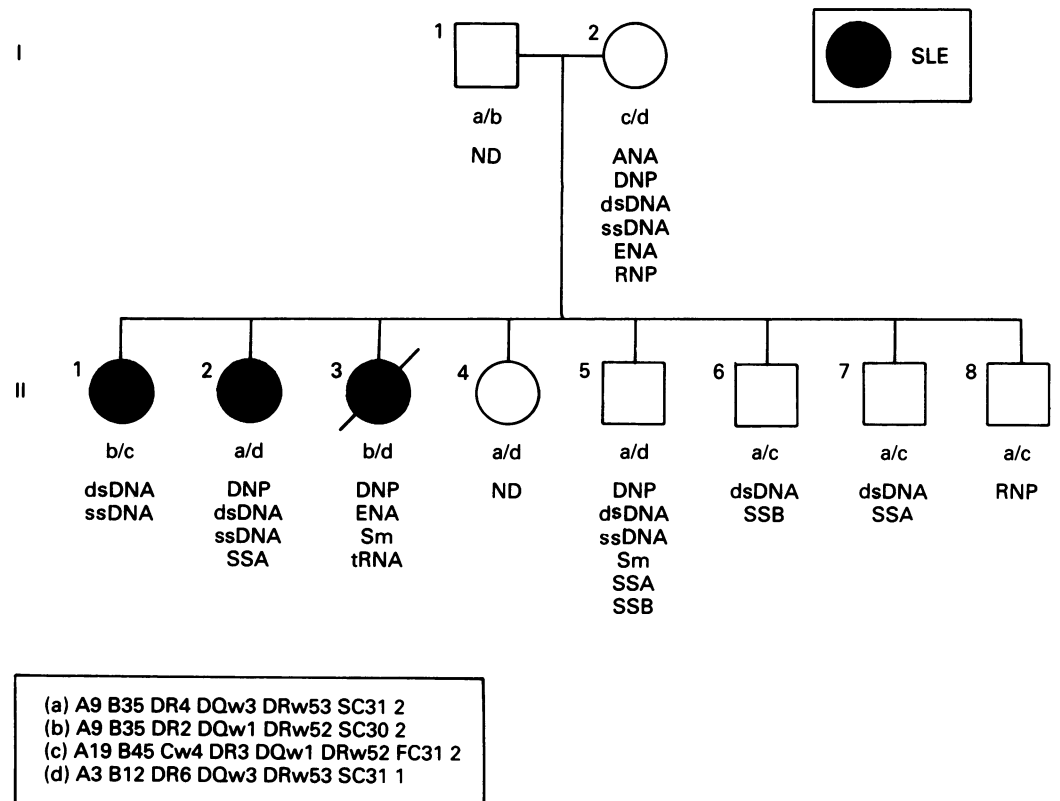 I
1
2
SLE
a/b
c/d
ND
ANA
DNP
dsDNA
ssDNA
ENA
RNP
II
1
2
3
4
5
6
7
8
b/c
a/d
b/d
a/d
a/d
a/c
a/c
a/c
dsDNA
ssDNA
DNP
dsDNA
ssDNA
SSA
DNP
ENA
Sm
tRNA
ND
DNP
dsDNA
ssDNA
Sm
SSA
SSB
dsDNA
SSB
dsDNA
SSA
RNP
(a) A9 B35 DR4 DQw3 DRw53 SC31 2
(b) A9 B35 DR2 DQw1 DRw52 SC30 2
(c) A19 B45 Cw4 DR3 DQw1 DRw52 FC31 2
(d) A3 B12 DR6 DQw3 DRw53 SC31 1